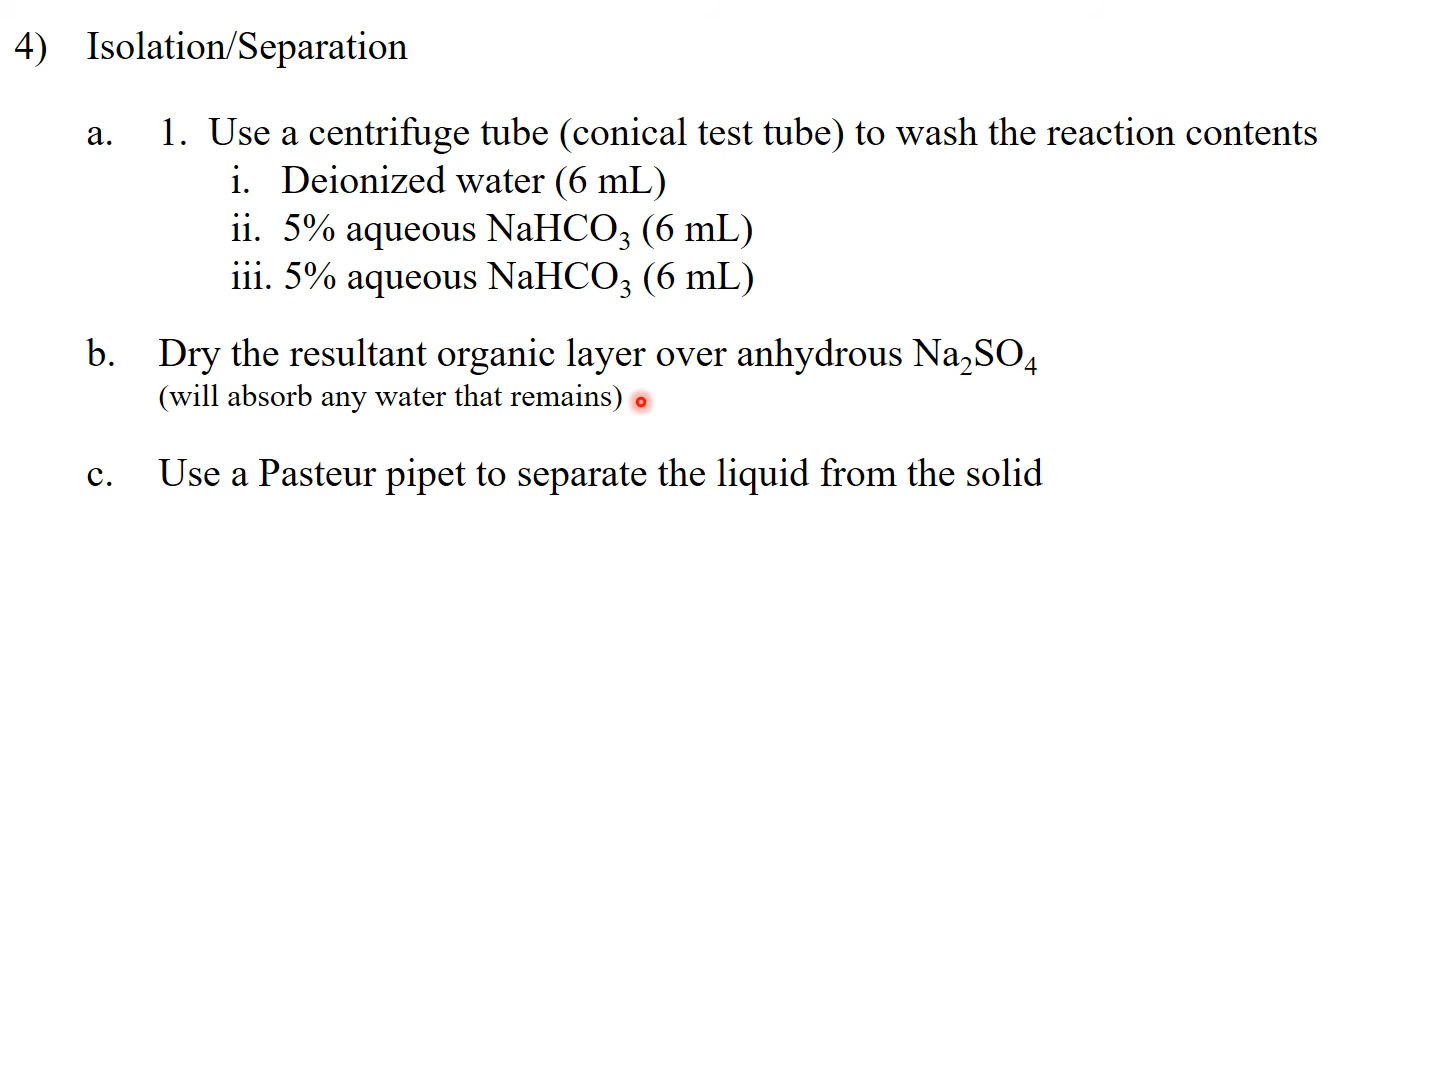 4) Isolation/Separation
a. 1. Use a centrifuge tube (conical test tube) to wash the reaction contents
i. Deionized water (6 mL)
ii. 5% aqueous NaHCO₃ (6 mL)
iii. 5% aqueous NaHCO₃ (6 mL)
b. Dry the resultant organic layer over anhydrous Na₂SO₄
(will absorb any water that remains)
c. Use a Pasteur pipet to separate the liquid from the solid